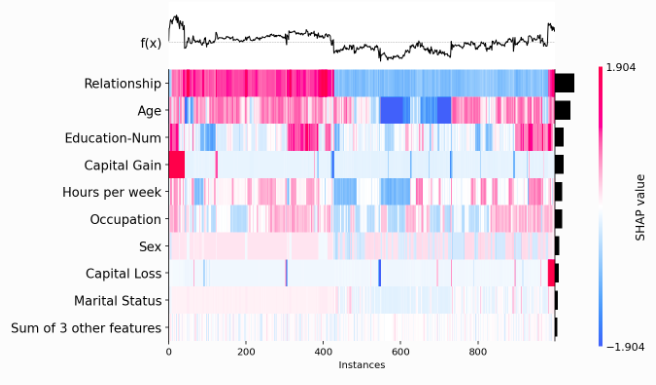 f(x)
1.904
Relationship
Age
Education-Num
Capital Gain
Hours per week
Occupation
Sex
Capital Loss
Marital Status
Sum of 3 other features
SHAP value
−1.904
0 200 400 600 800
Instances